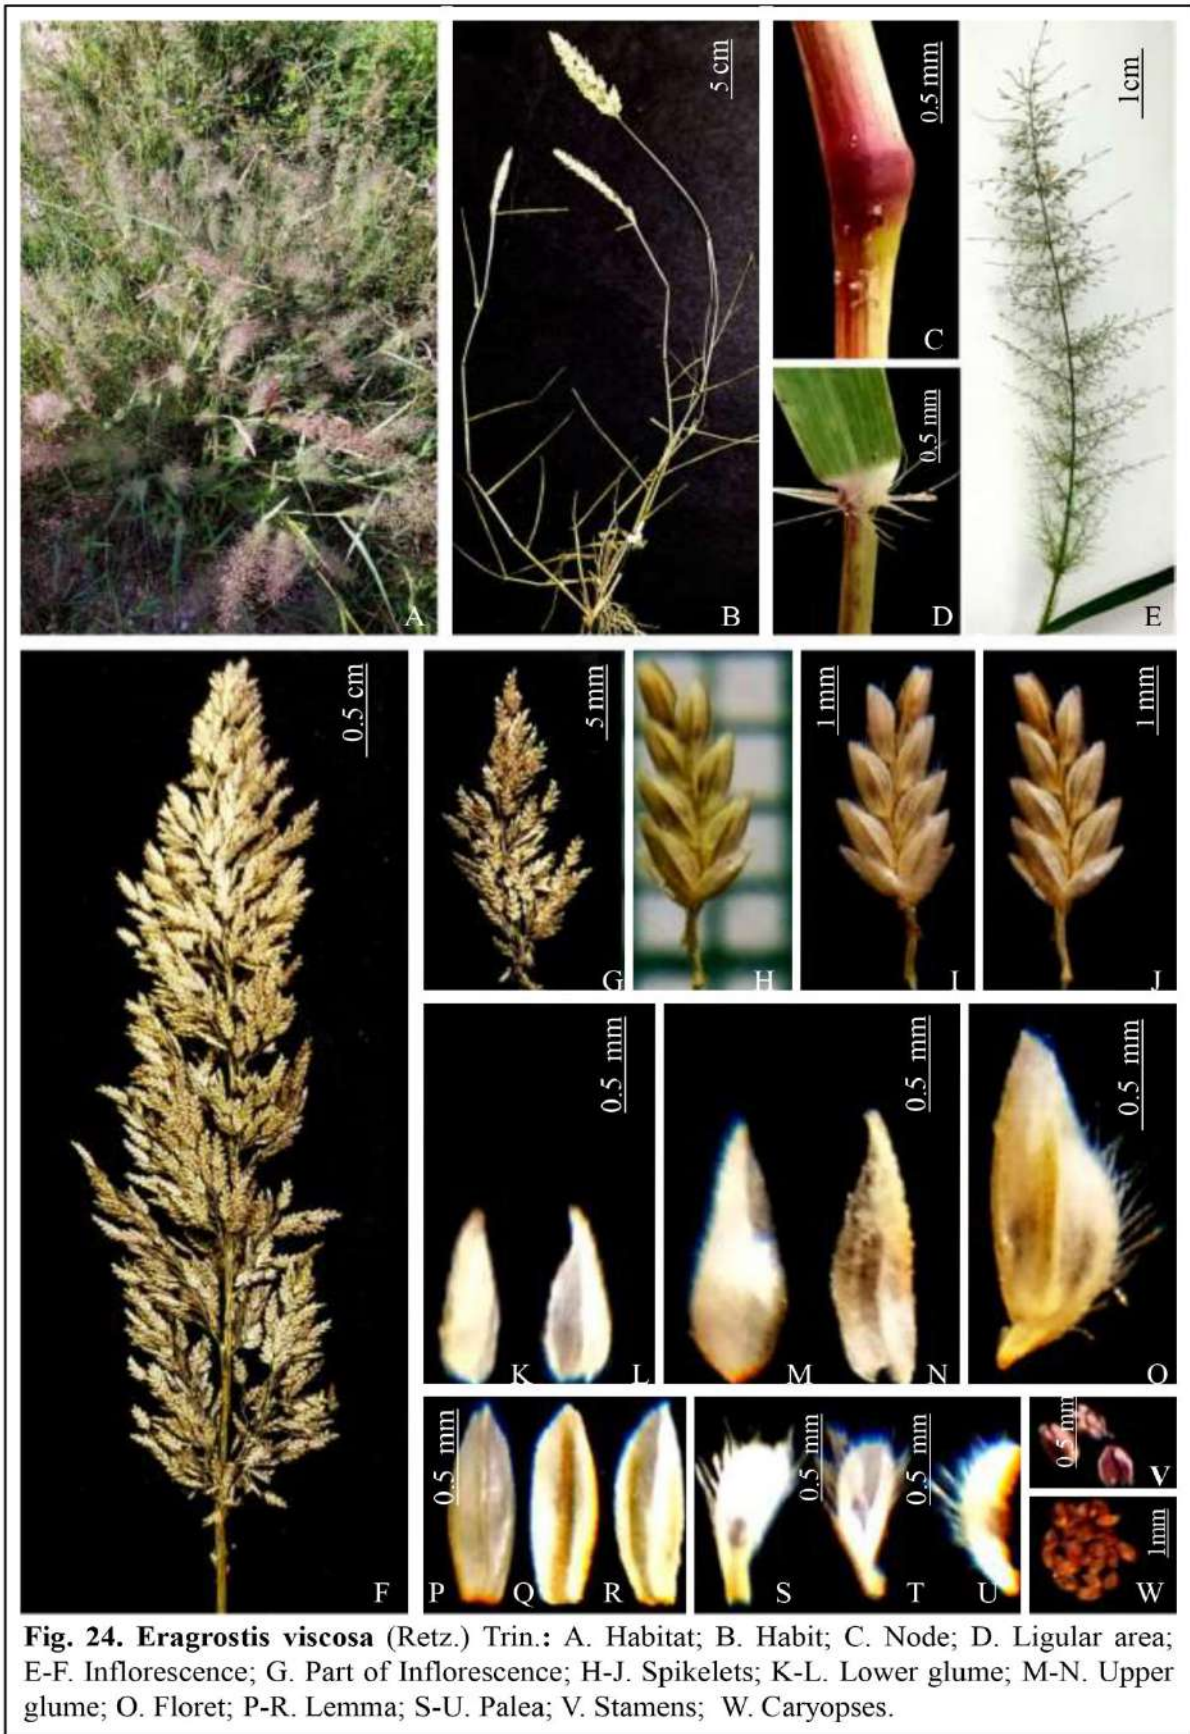 A
5 cm
B
0.5 mm
C
0.5 mm
D
1cm
E
0.5 cm
F
5 mm
G
H
1 mm
I
1 mm
J
0.5 mm
K
L
0.5 mm
M
N
0.5 mm
O
0.5 mm
P
Q
R
0.5 mm
S
0.5 mm
T
U
0.5 mm
V
1mm
W
Fig. 24. Eragrostis viscosa (Retz.) Trin.: A. Habitat; B. Habit; C. Node; D. Ligular area;
E-F. Inflorescence; G. Part of Inflorescence; H-J. Spikelets; K-L. Lower glume; M-N. Upper
glume; O. Floret; P-R. Lemma; S-U. Palea; V. Stamens; W. Caryopses.